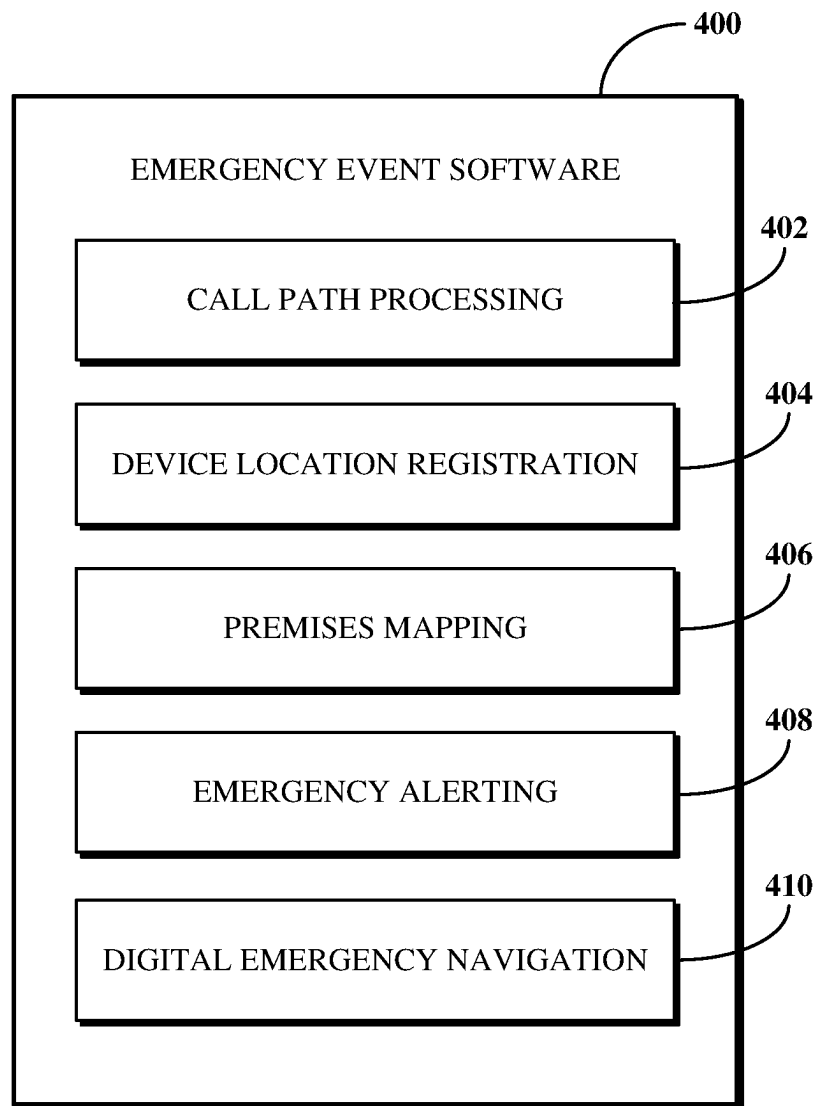 400
EMERGENCY EVENT SOFTWARE
402
CALL PATH PROCESSING
404
DEVICE LOCATION REGISTRATION
406
PREMISES MAPPING
408
EMERGENCY ALERTING
410
DIGITAL EMERGENCY NAVIGATION